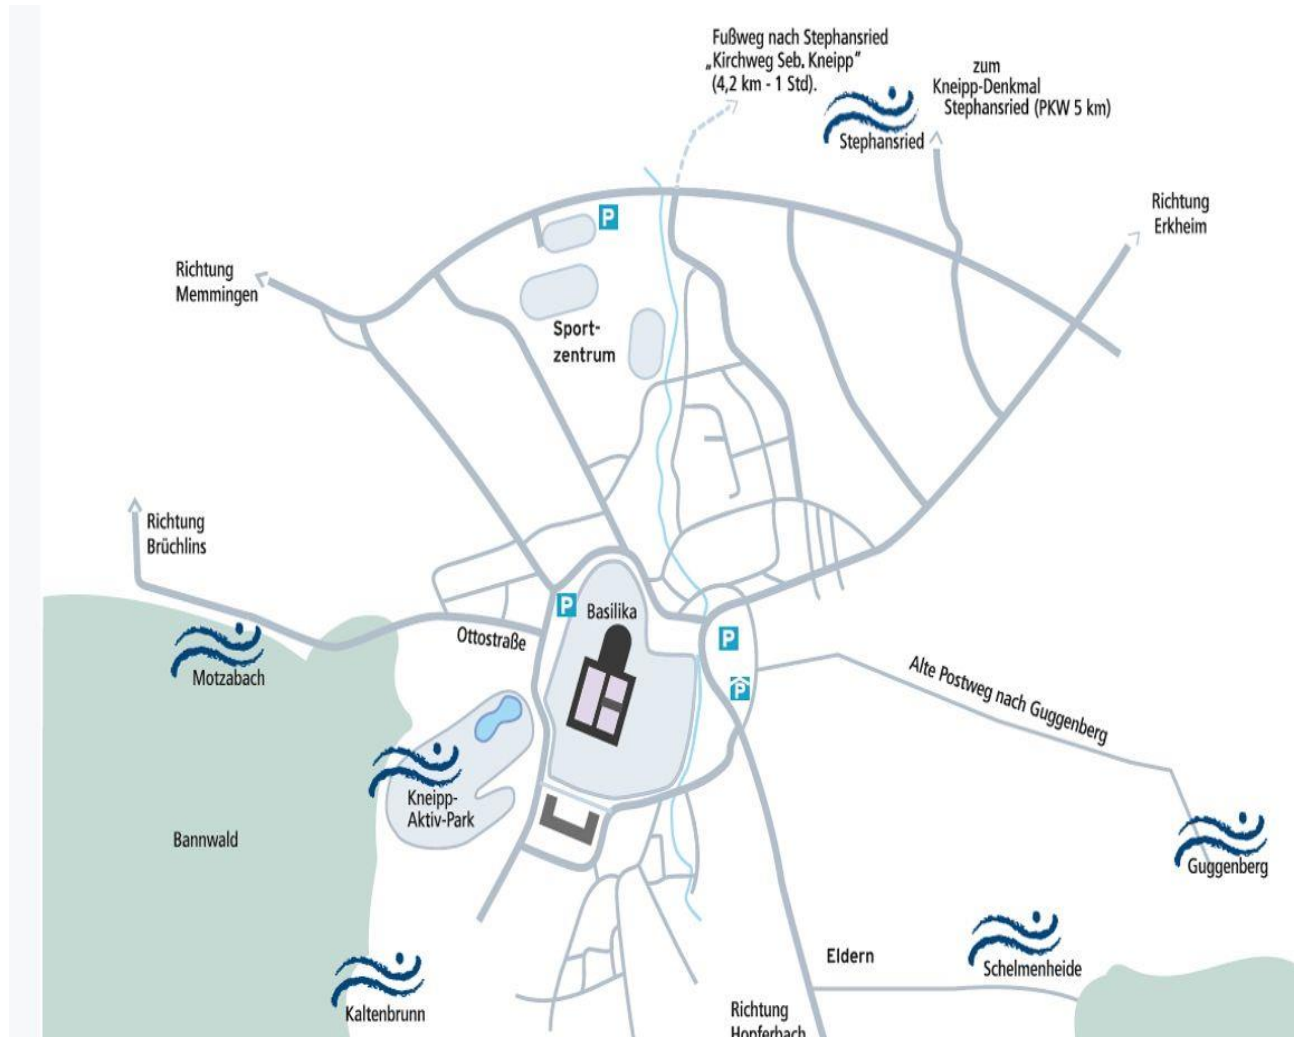 Fußweg nach Stephansried
„Kirchweg Seb. Kneipp“
(4,2 km - 1 Std).
zum
Kneipp-Denkmal
Stephansried (PKW 5 km)
Stephansried
Richtung
Erkheim
P
Richtung
Memmingen
Sport-
zentrum
Richtung
Brüchlins
P
Basilika
Ottostraße
P
Motzabach
Alte Postweg nach Guggenberg
P
Kneipp-
Aktiv-Park
Bannwald
Guggenberg
Eldern
Schelmenheide
Kaltenbrunn
Richtung
Hopferbach